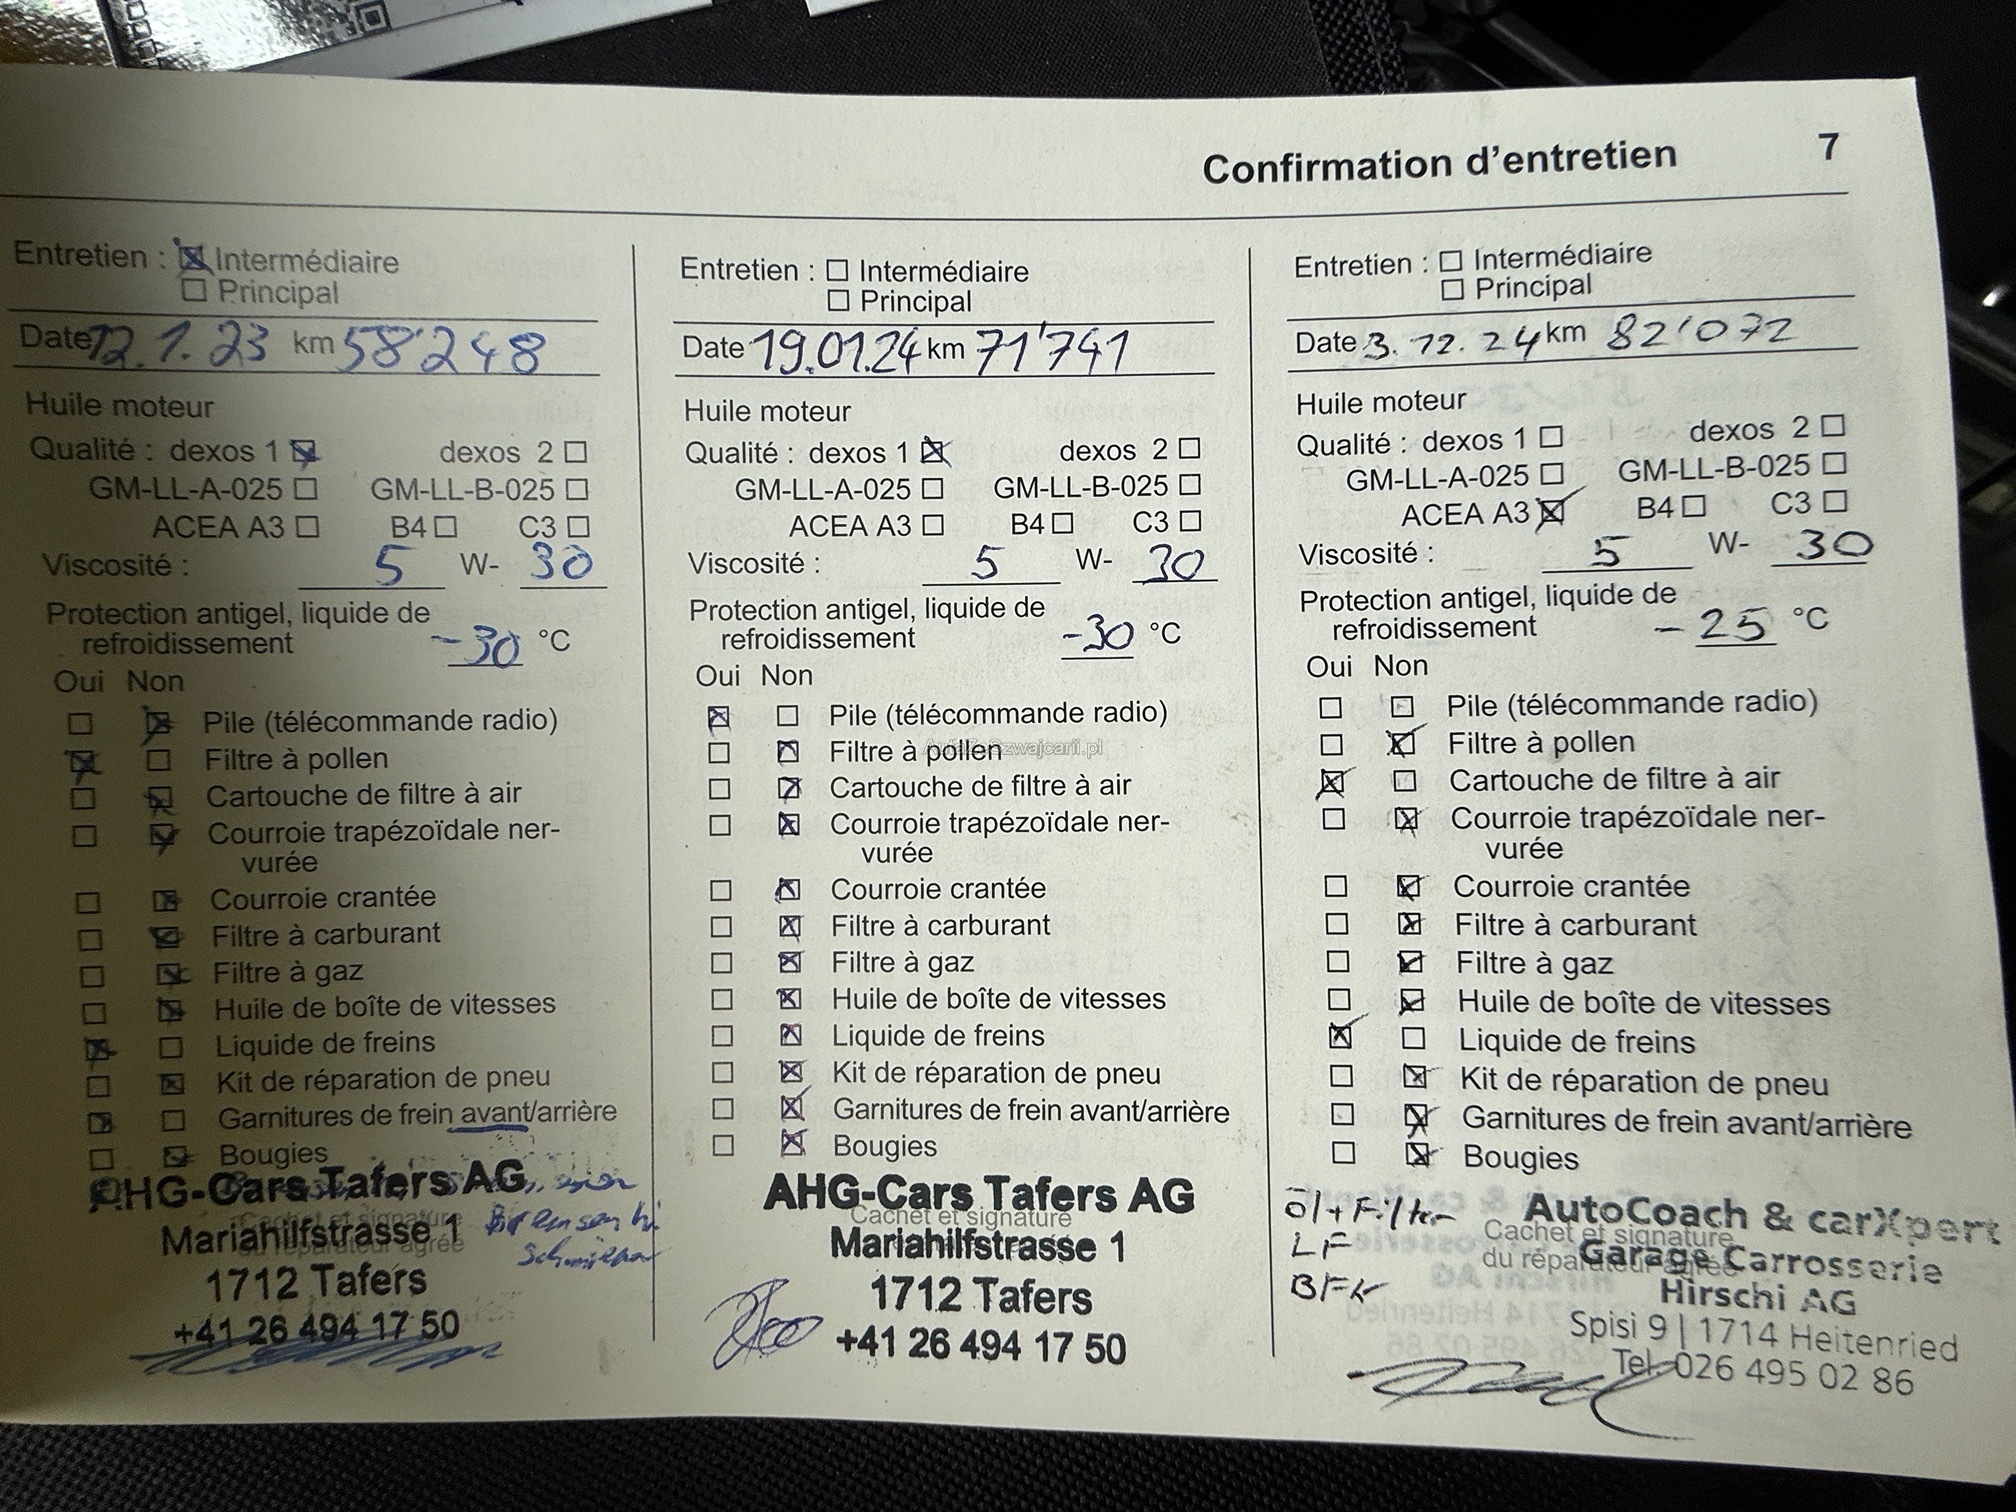 Confirmation d'entretien 7
Entretien : Intermédiaire
Principal
Date 12.1.23 km 58'248
Huile moteur
Qualité : dexos 1 dexos 2
GM-LL-A-025 GM-LL-B-025
ACEA A3 B4 C3
Viscosité : 5 W- 30
Protection antigel, liquide de
refroidissement -30 °C
Oui Non
Pile (télécommande radio)
Filtre à pollen
Cartouche de filtre à air
Courroie trapézoïdale ner-
vurée
Courroie crantée
Filtre à carburant
Filtre à gaz
Huile de boîte de vitesses
Liquide de freins
Kit de réparation de pneu
Garnitures de frein avant/arrière
Bougies
AHG-Cars Tafers AG
Cachet et signature
du réparateur agréé
Mariahilfstrasse 1
1712 Tafers
+41 26 494 17 50
Entretien : Intermédiaire
Principal
Date 19.01.24 km 71'741
Huile moteur
Qualité : dexos 1 dexos 2
GM-LL-A-025 GM-LL-B-025
ACEA A3 B4 C3
Viscosité : 5 W- 30
Protection antigel, liquide de
refroidissement -30 °C
Oui Non
Pile (télécommande radio)
Filtre à pollen
AutaZeSzwajcarii.pl
Cartouche de filtre à air
Courroie trapézoïdale ner-
vurée
Courroie crantée
Filtre à carburant
Filtre à gaz
Huile de boîte de vitesses
Liquide de freins
Kit de réparation de pneu
Garnitures de frein avant/arrière
Bougies
AHG-Cars Tafers AG
Cachet et signature
Mariahilfstrasse 1
1712 Tafers
+41 26 494 17 50
Entretien : Intermédiaire
Principal
Date 3.12.24 km 82'072
Huile moteur
Qualité : dexos 1 dexos 2
GM-LL-A-025 GM-LL-B-025
ACEA A3 B4 C3
Viscosité : 5 W- 30
Protection antigel, liquide de
refroidissement - 25 °C
Oui Non
Pile (télécommande radio)
Filtre à pollen
Cartouche de filtre à air
Courroie trapézoïdale ner-
vurée
Courroie crantée
Filtre à carburant
Filtre à gaz
Huile de boîte de vitesses
Liquide de freins
Kit de réparation de pneu
Garnitures de frein avant/arrière
Bougies
Öl+Filter
LF
BFK
AutoCoach & carXpert
Cachet et signature
du réparateur agréé
Garage Carrosserie
Hirschi AG
Spisi 9 | 1714 Heitenried
Tel. 026 495 02 86